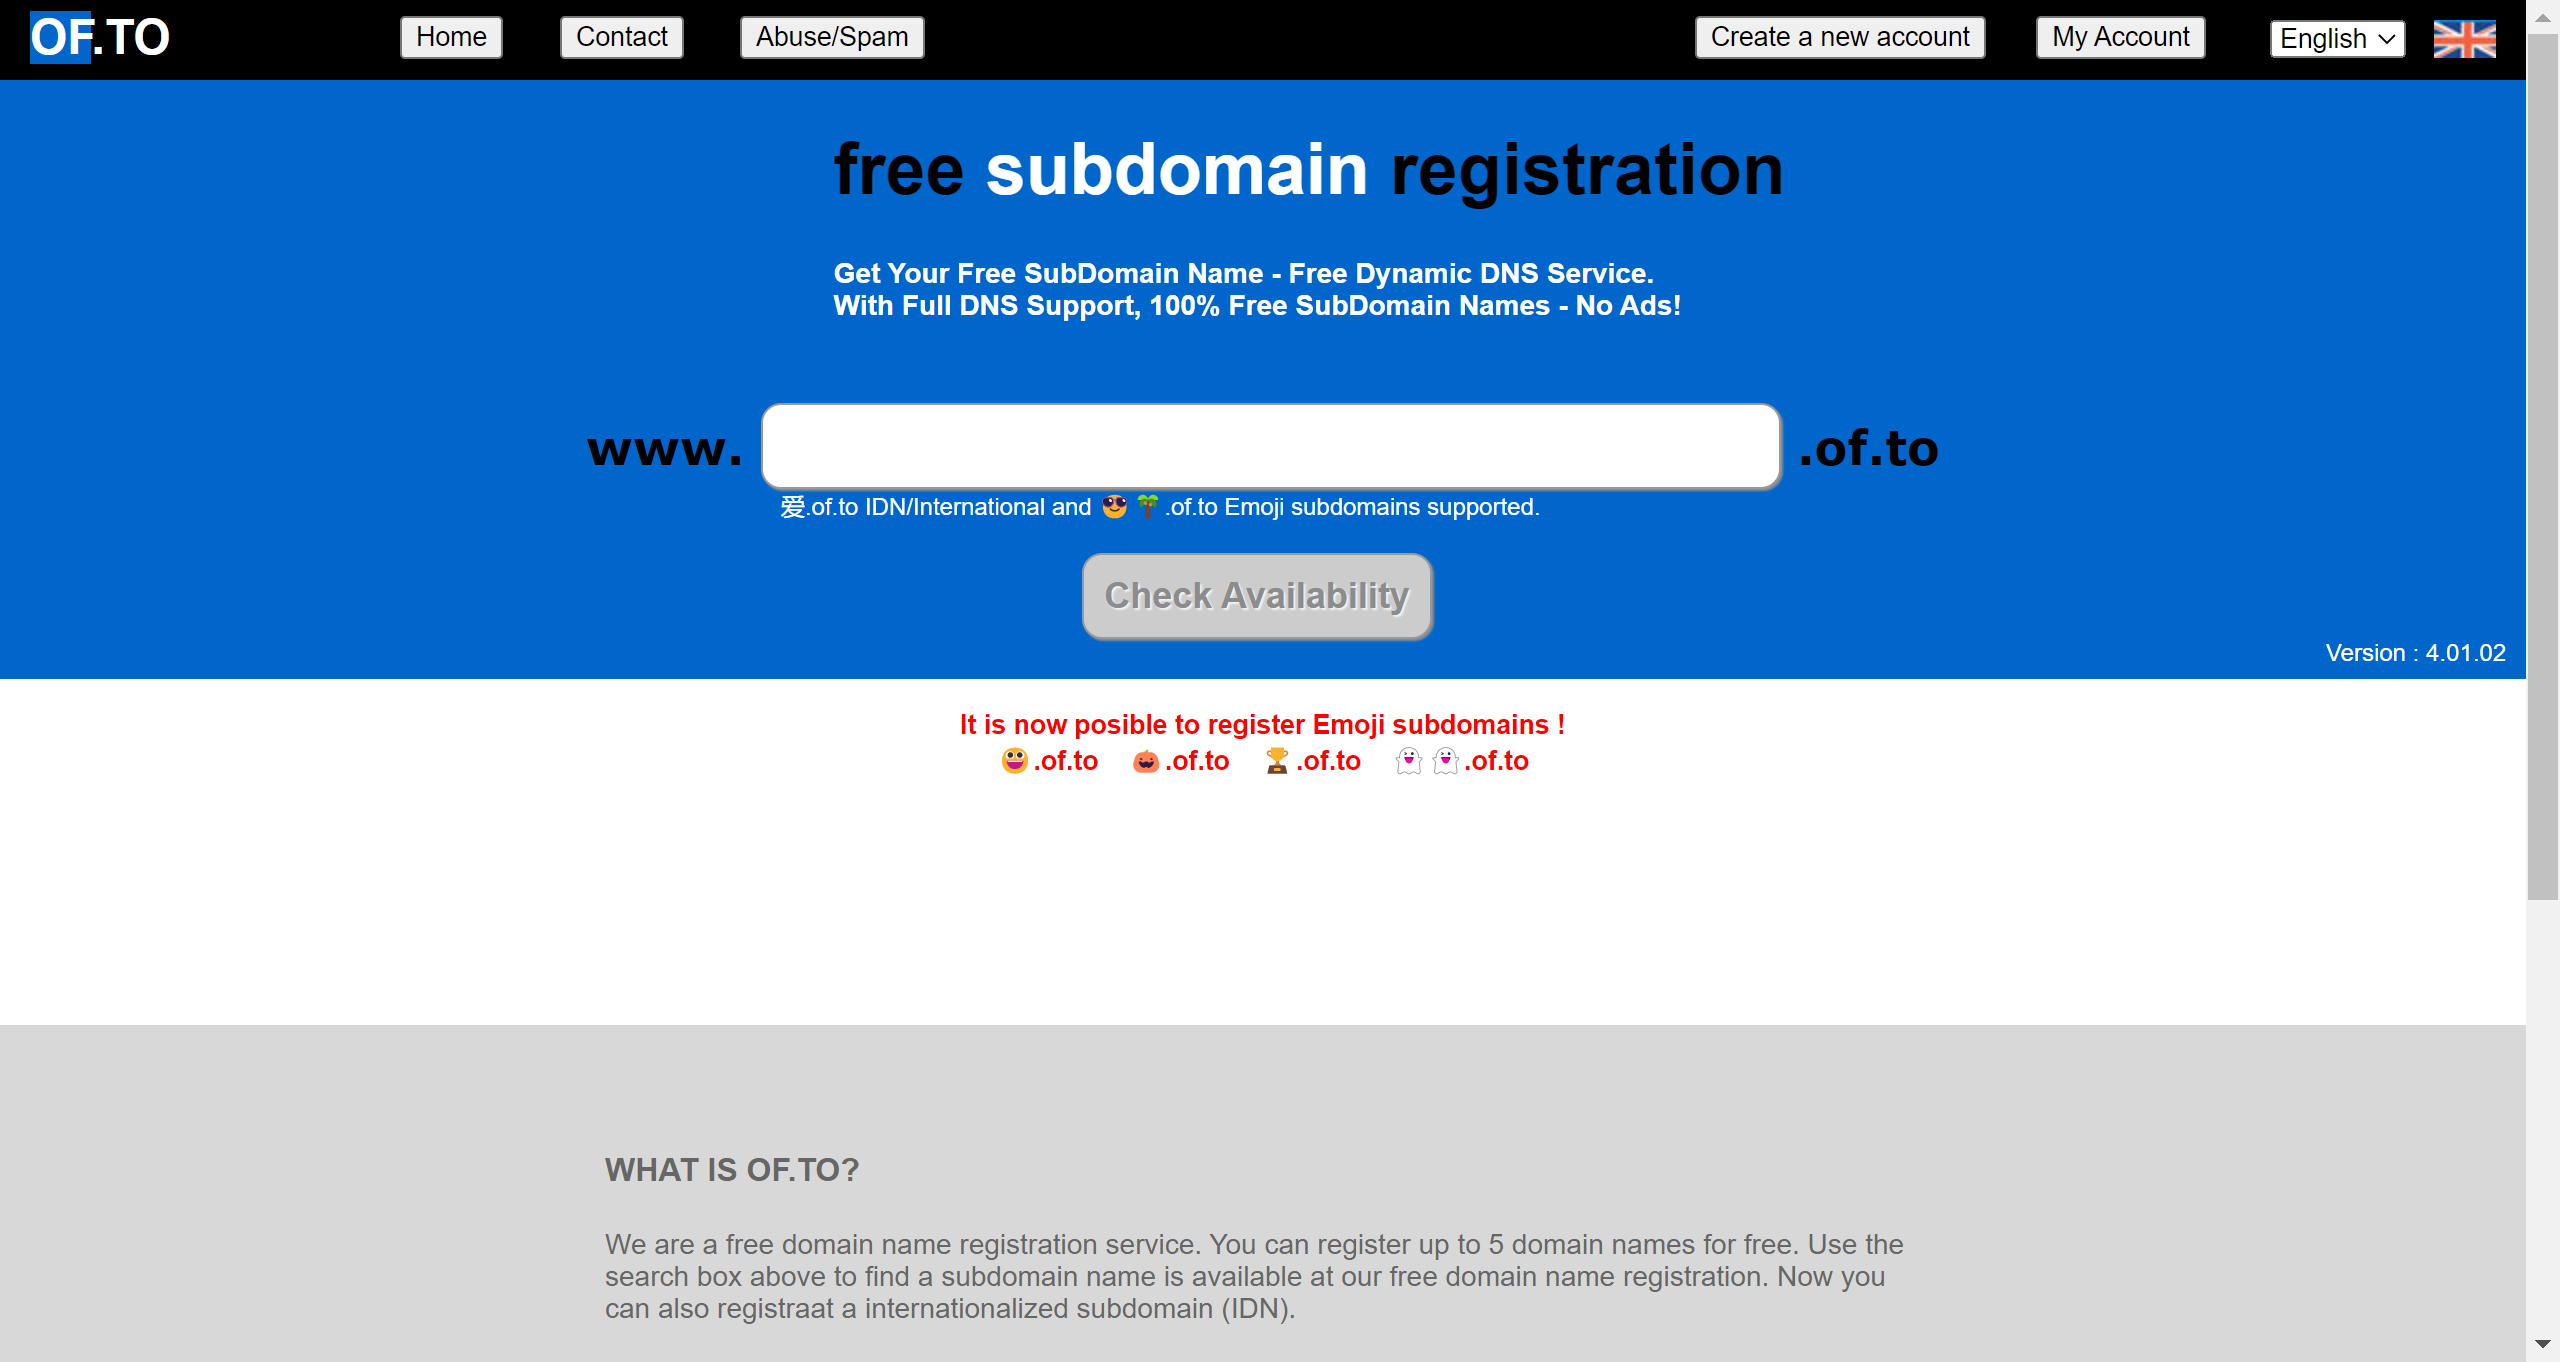 OF.TO
Home
Contact
Abuse/Spam
Create a new account
My Account
English
free subdomain registration
Get Your Free SubDomain Name - Free Dynamic DNS Service.
With Full DNS Support, 100% Free SubDomain Names - No Ads!
www.
.of.to
爱.of.to IDN/International and 😎🌴.of.to Emoji subdomains supported.
Check Availability
Version : 4.01.02
It is now posible to register Emoji subdomains !
😀.of.to 🎃.of.to 🏆.of.to 👻👻.of.to
WHAT IS OF.TO?
We are a free domain name registration service. You can register up to 5 domain names for free. Use the
search box above to find a subdomain name is available at our free domain name registration. Now you
can also registraat a internationalized subdomain (IDN).